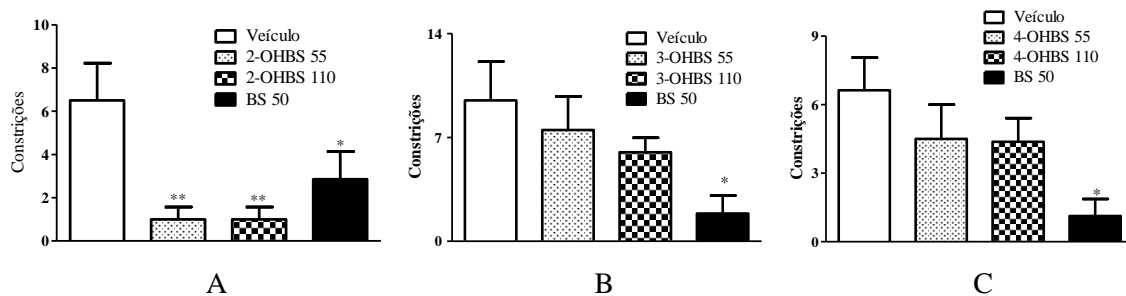 Constrições
10
8
6
4
2
0
Veículo
2-OHBS 55
2-OHBS 110
BS 50
**
**
*
A
Constrições
14
7
0
Veículo
3-OHBS 55
3-OHBS 110
BS 50
*
B
Constrições
9
6
3
0
Veículo
4-OHBS 55
4-OHBS 110
BS 50
*
C